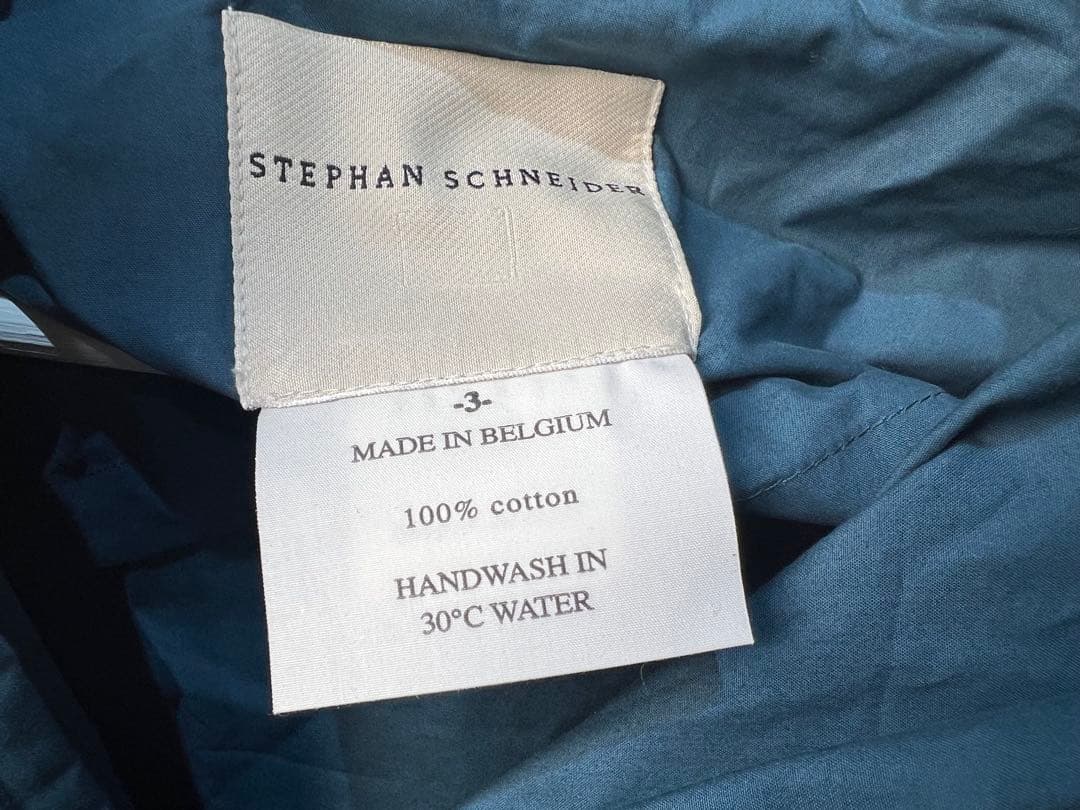 STEPHAN SCHNEIDER
-3-
MADE IN BELGIUM
100% cotton
HANDWASH IN
30°C WATER